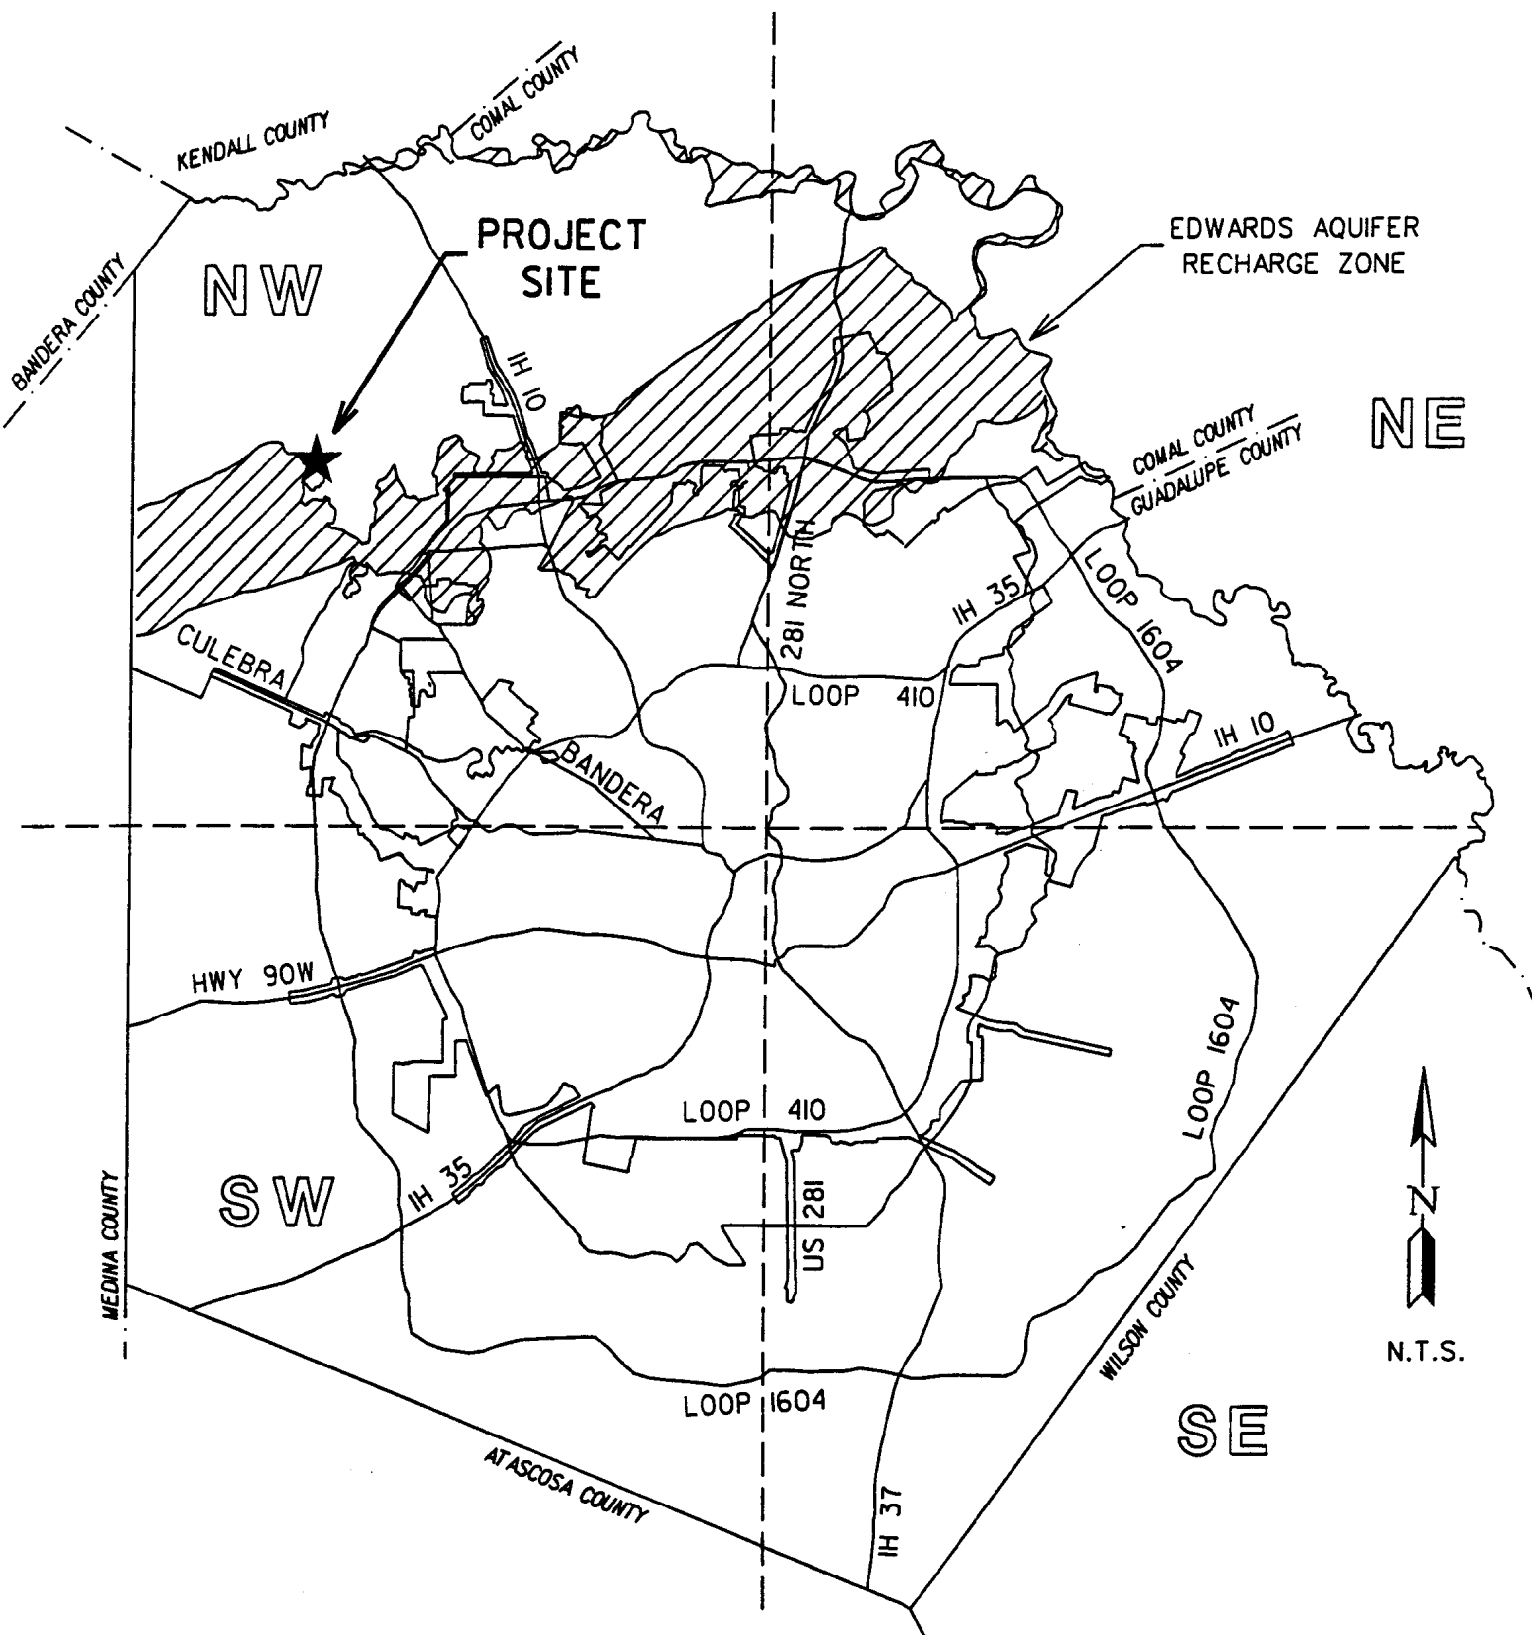 KENDALL COUNTY
COMAL COUNTY
BANDERA COUNTY
NW
PROJECT
SITE
EDWARDS AQUIFER
RECHARGE ZONE
IH 10
NE
COMAL COUNTY
GUADALUPE COUNTY
281 NORTH
IH 35
LOOP 1604
CULEBRA
LOOP 410
BANDERA
IH 10
HWY 90W
LOOP 1604
LOOP 410
SW
IH 35
US 281
MEDINA COUNTY
N
N.T.S.
WILSON COUNTY
LOOP 1604
SE
ATASCOSA COUNTY
IH 37